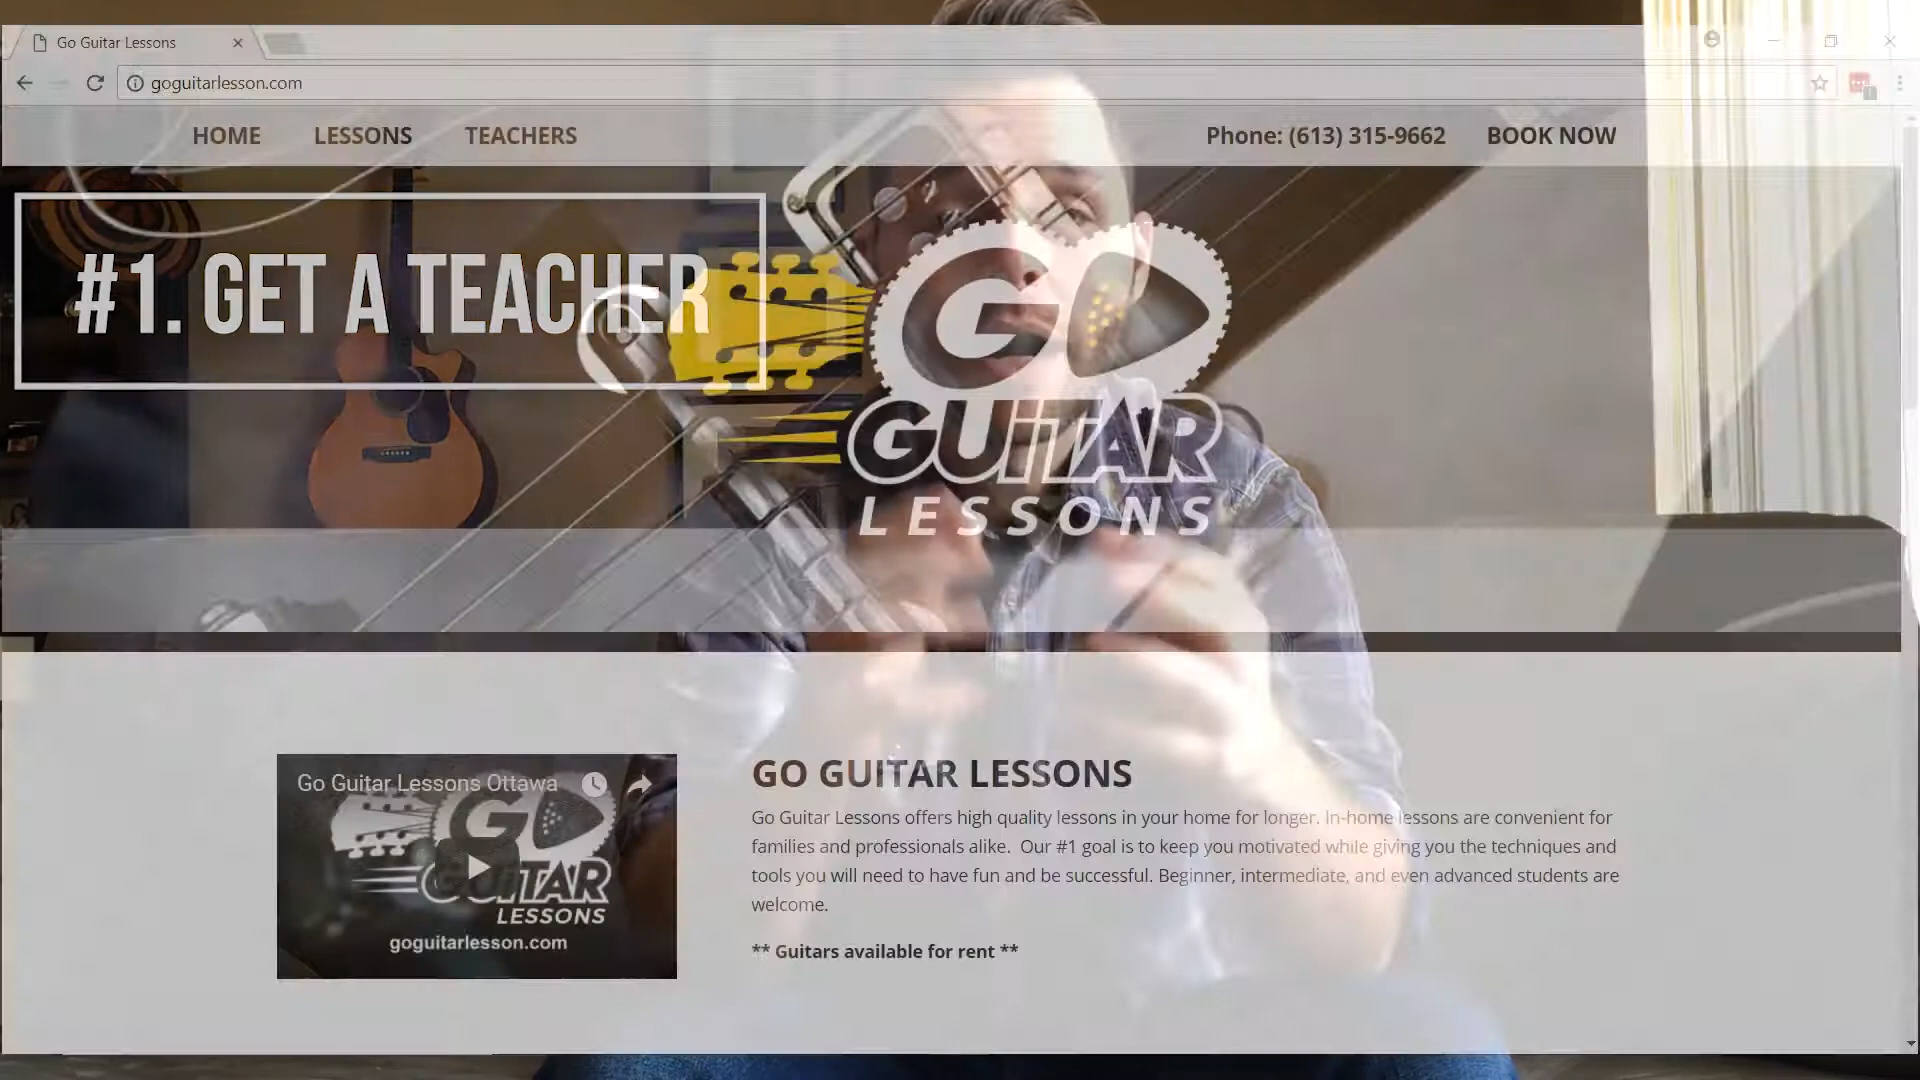 Go Guitar Lessons
goguitarlesson.com
HOME LESSONS TEACHERS Phone: (613) 315-9662 BOOK NOW
#1. GET A TEACHER
GO
GUiTAR
LESSONS
Go Guitar Lessons Ottawa
GO
GUiTAR
LESSONS
goguitarlesson.com
GO GUITAR LESSONS
Go Guitar Lessons offers high quality lessons in your home for longer. In-home lessons are convenient for
families and professionals alike. Our #1 goal is to keep you motivated while giving you the techniques and
tools you will need to have fun and be successful. Beginner, intermediate, and even advanced students are
welcome.
** Guitars available for rent **